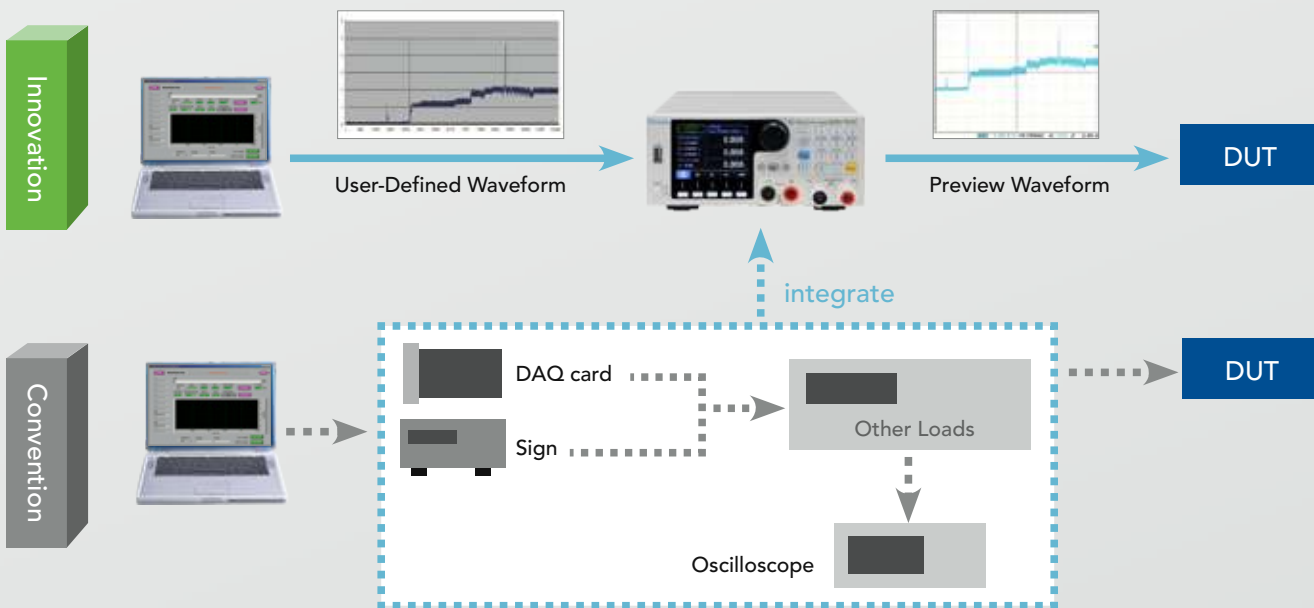 Innovation
User-Defined Waveform
Preview Waveform
DUT
integrate
Convention
DAQ card
Sign
Other Loads
Oscilloscope
DUT